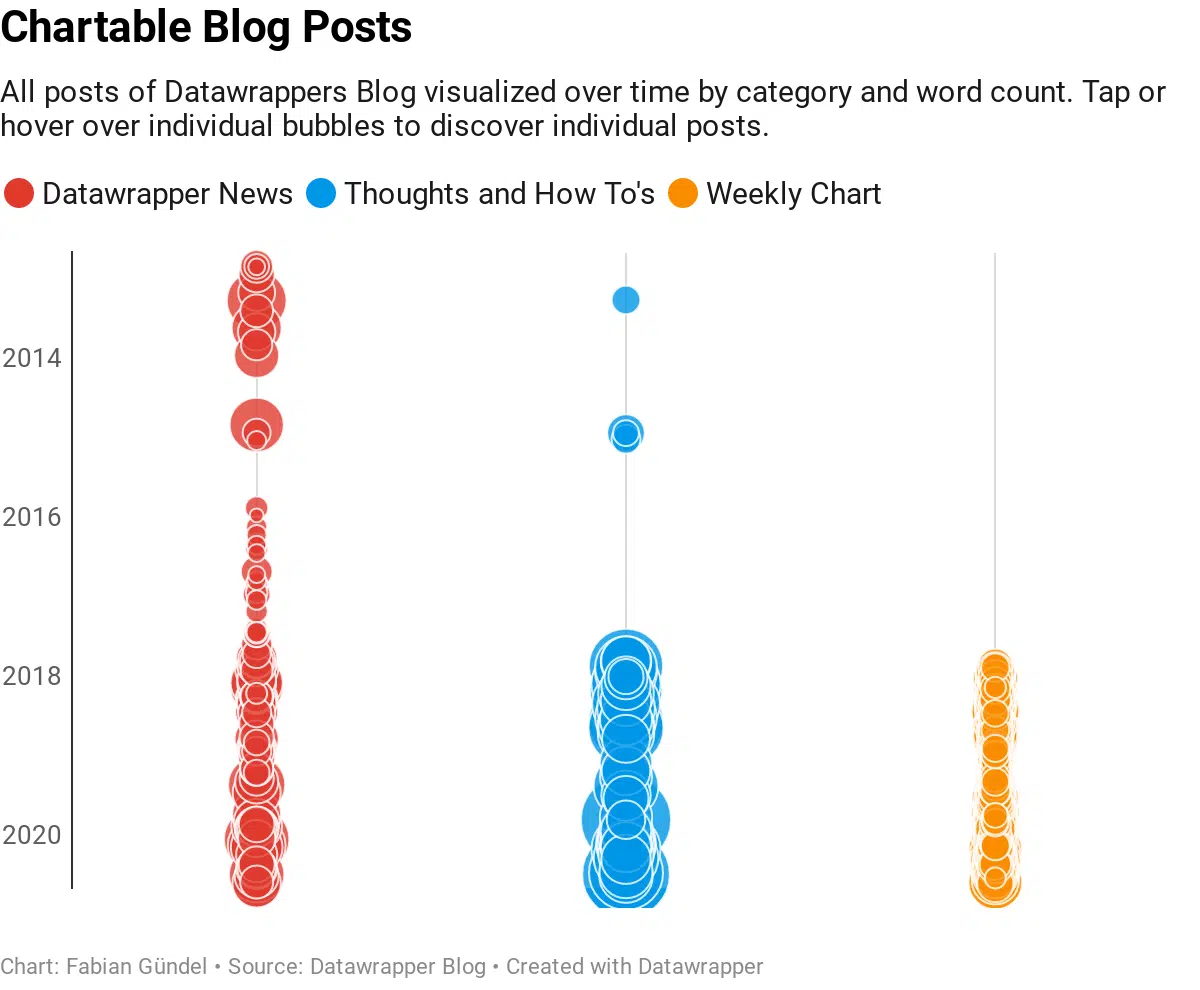 Chartable Blog Posts
All posts of Datawrappers Blog visualized over time by category and word count. Tap or
hover over individual bubbles to discover individual posts.
Datawrapper News Thoughts and How To's Weekly Chart
2014
2016
2018
2020
Chart: Fabian Gündel • Source: Datawrapper Blog • Created with Datawrapper